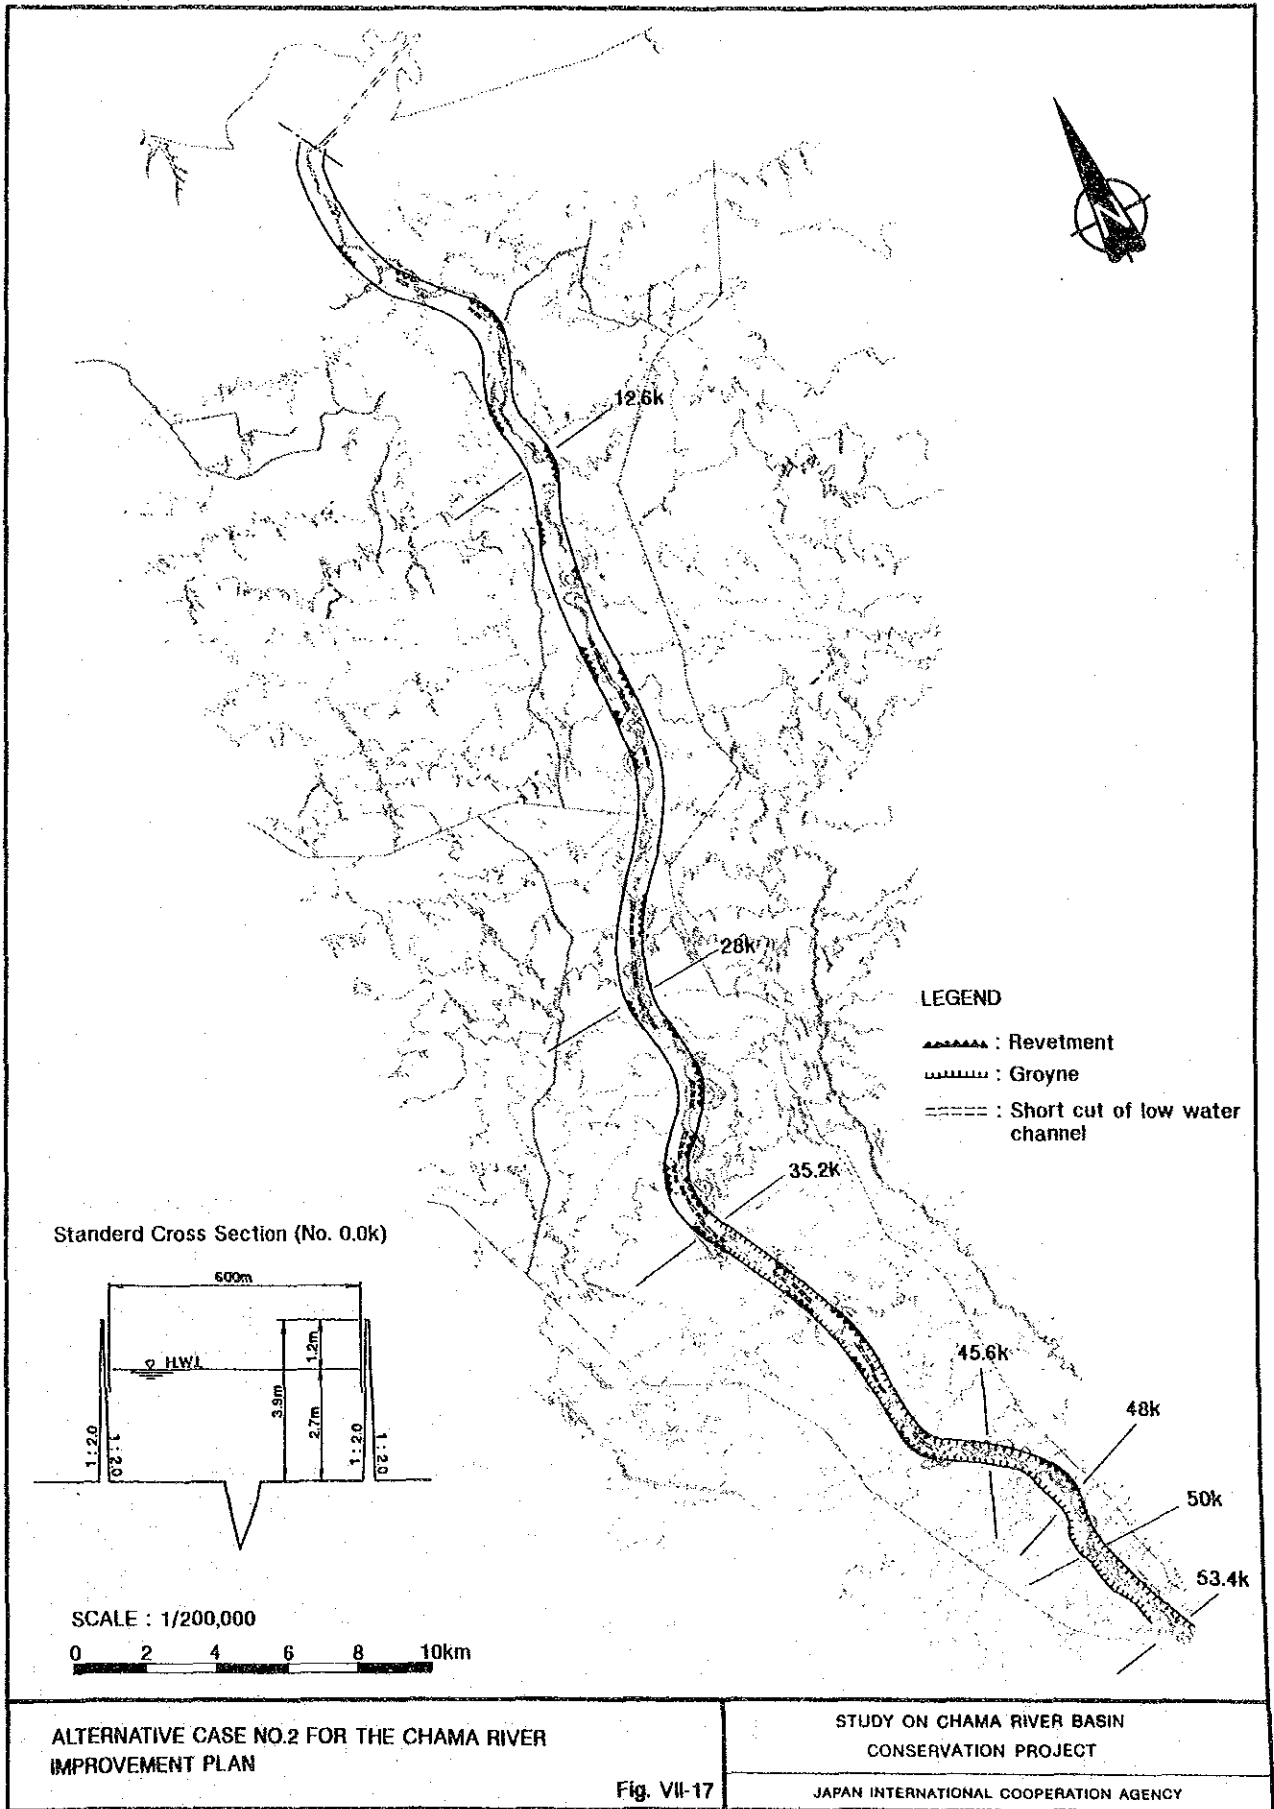 12.6k
28k
LEGEND
: Revetment
: Groyne
: Short cut of low water
channel
35.2k
Standerd Cross Section (No. 0.0k)
600m
H.W.L
1.2m
3.9m
2.7m
1 : 2.0
1 : 2.0
1 : 2.0
1 : 2.0
45.6k
48k
50k
53.4k
SCALE : 1/200,000
0 2 4 6 8 10km
ALTERNATIVE CASE NO.2 FOR THE CHAMA RIVER
IMPROVEMENT PLAN
Fig. VII-17
STUDY ON CHAMA RIVER BASIN
CONSERVATION PROJECT
JAPAN INTERNATIONAL COOPERATION AGENCY
N